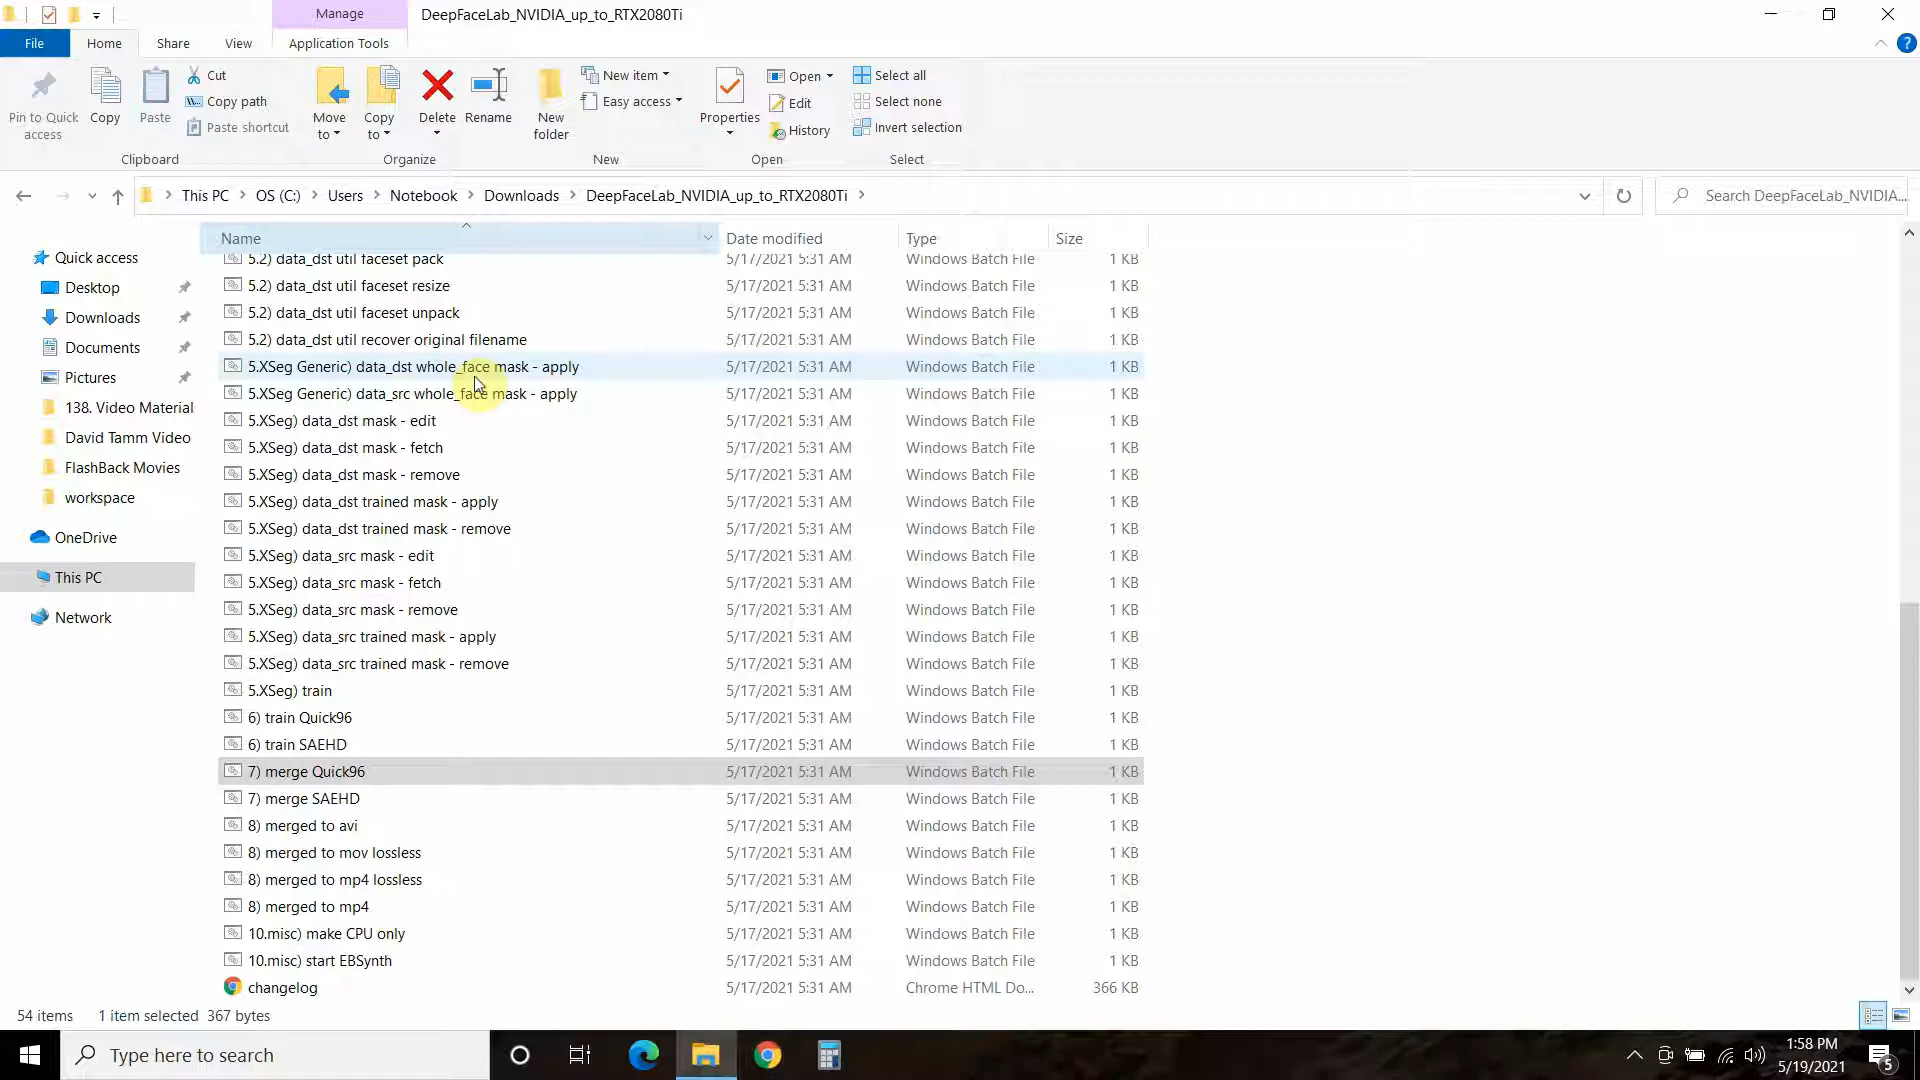 Manage
DeepFaceLab_NVIDIA_up_to_RTX2080Ti
File
Home
Share
View
Application Tools
Pin to Quick access
Copy
Paste
Cut
Copy path
Paste shortcut
Clipboard
Move to
Copy to
Delete
Rename
Organize
New folder
New item
Easy access
New
Properties
Open
Edit
History
Open
Select all
Select none
Invert selection
Select
This PC
OS (C:)
Users
Notebook
Downloads
DeepFaceLab_NVIDIA_up_to_RTX2080Ti
Search DeepFaceLab_NVIDIA...
Quick access
Desktop
Downloads
Documents
Pictures
138. Video Material
David Tamm Video
FlashBack Movies
workspace
OneDrive
This PC
Network
Name Date modified Type Size
5.2) data_dst util faceset pack 5/17/2021 5:31 AM Windows Batch File 1 KB
5.2) data_dst util faceset resize 5/17/2021 5:31 AM Windows Batch File 1 KB
5.2) data_dst util faceset unpack 5/17/2021 5:31 AM Windows Batch File 1 KB
5.2) data_dst util recover original filename 5/17/2021 5:31 AM Windows Batch File 1 KB
5.XSeg Generic) data_dst whole_face mask - apply 5/17/2021 5:31 AM Windows Batch File 1 KB
5.XSeg Generic) data_src whole_face mask - apply 5/17/2021 5:31 AM Windows Batch File 1 KB
5.XSeg) data_dst mask - edit 5/17/2021 5:31 AM Windows Batch File 1 KB
5.XSeg) data_dst mask - fetch 5/17/2021 5:31 AM Windows Batch File 1 KB
5.XSeg) data_dst mask - remove 5/17/2021 5:31 AM Windows Batch File 1 KB
5.XSeg) data_dst trained mask - apply 5/17/2021 5:31 AM Windows Batch File 1 KB
5.XSeg) data_dst trained mask - remove 5/17/2021 5:31 AM Windows Batch File 1 KB
5.XSeg) data_src mask - edit 5/17/2021 5:31 AM Windows Batch File 1 KB
5.XSeg) data_src mask - fetch 5/17/2021 5:31 AM Windows Batch File 1 KB
5.XSeg) data_src mask - remove 5/17/2021 5:31 AM Windows Batch File 1 KB
5.XSeg) data_src trained mask - apply 5/17/2021 5:31 AM Windows Batch File 1 KB
5.XSeg) data_src trained mask - remove 5/17/2021 5:31 AM Windows Batch File 1 KB
5.XSeg) train 5/17/2021 5:31 AM Windows Batch File 1 KB
6) train Quick96 5/17/2021 5:31 AM Windows Batch File 1 KB
6) train SAEHD 5/17/2021 5:31 AM Windows Batch File 1 KB
7) merge Quick96 5/17/2021 5:31 AM Windows Batch File 1 KB
7) merge SAEHD 5/17/2021 5:31 AM Windows Batch File 1 KB
8) merged to avi 5/17/2021 5:31 AM Windows Batch File 1 KB
8) merged to mov lossless 5/17/2021 5:31 AM Windows Batch File 1 KB
8) merged to mp4 lossless 5/17/2021 5:31 AM Windows Batch File 1 KB
8) merged to mp4 5/17/2021 5:31 AM Windows Batch File 1 KB
10.misc) make CPU only 5/17/2021 5:31 AM Windows Batch File 1 KB
10.misc) start EBSynth 5/17/2021 5:31 AM Windows Batch File 1 KB
changelog 5/17/2021 5:31 AM Chrome HTML Do... 366 KB
54 items 1 item selected 367 bytes
Type here to search
1:58 PM
5/19/2021
5